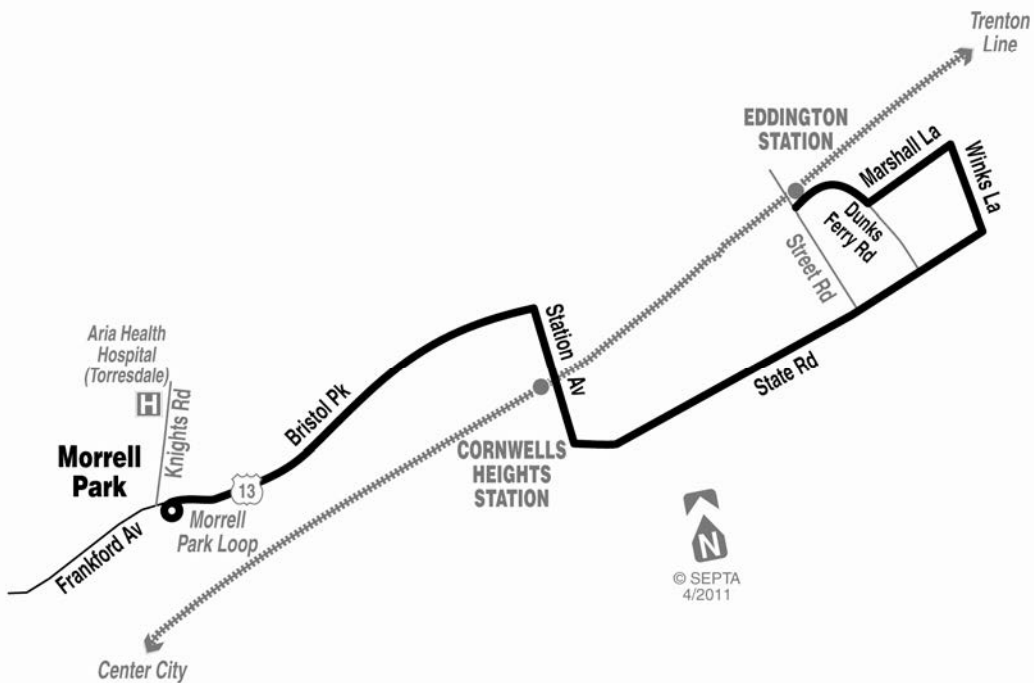 Trenton
Line
EDDINGTON
STATION
Marshall La
Winks La
Dunks
Ferry Rd
Street Rd
Station Av
State Rd
Aria Health
Hospital
(Torresdale)
H
Knights Rd
Bristol Pk
CORNWELLS
HEIGHTS
STATION
Morrell
Park
13
Morrell
Park Loop
Frankford Av
N
© SEPTA
4/2011
Center City